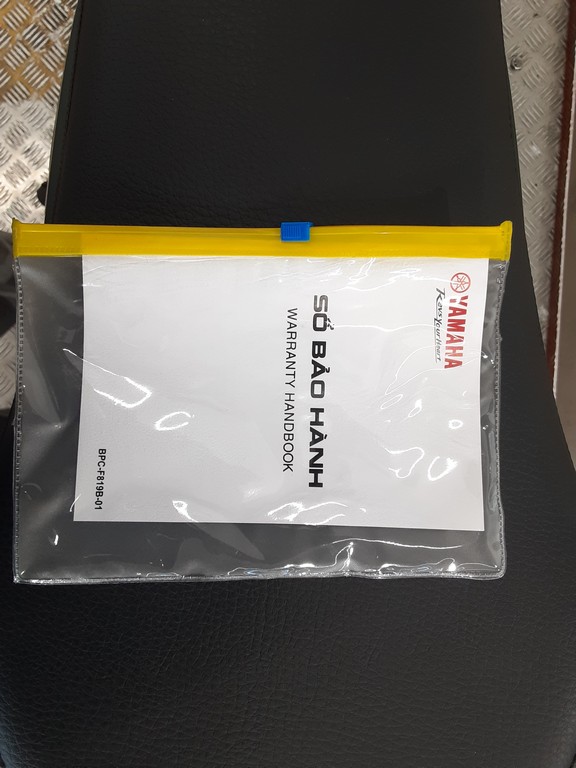 YAMAHA
Revs Your Heart
SỔ BẢO HÀNH
WARRANTY HANDBOOK
BPC-F819B-01